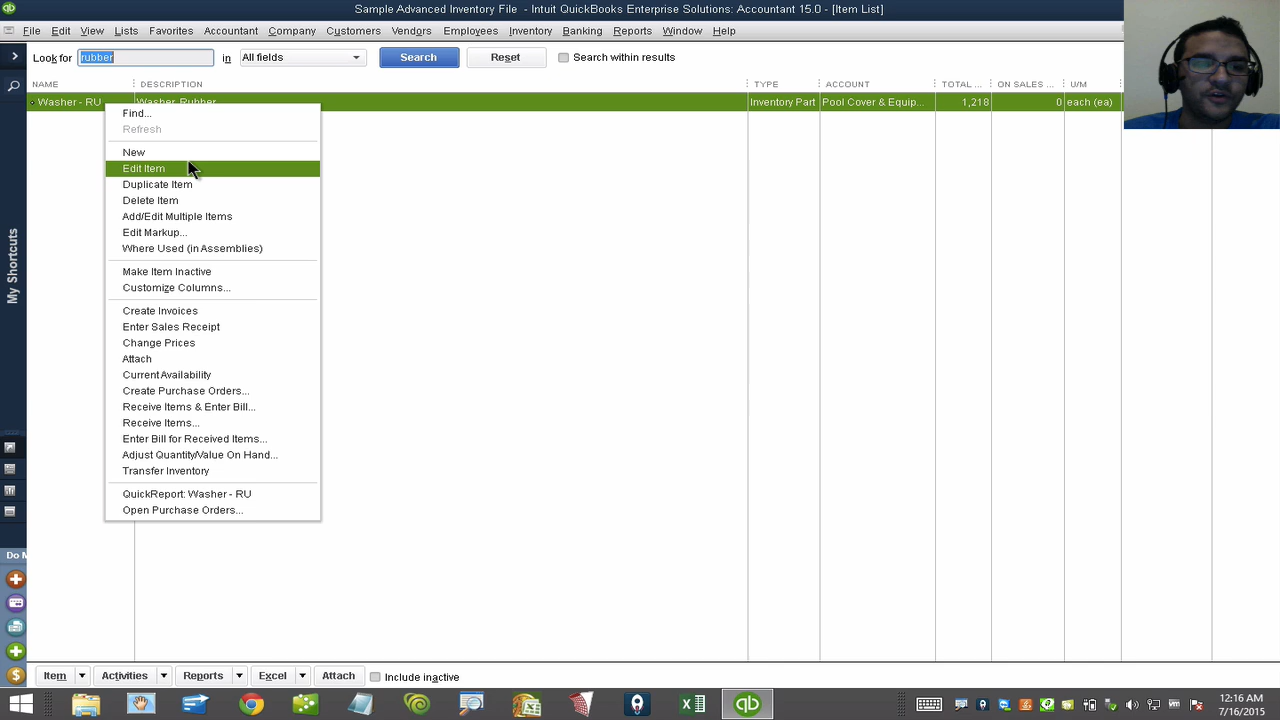 Sample Advanced Inventory File - Intuit QuickBooks Enterprise Solutions: Accountant 15.0 - [Item List]
File Edit View Lists Favorites Accountant Company Customers Vendors Employees Inventory Banking Reports Window Help
Look for rubber in All fields Search Reset Search within results
NAME DESCRIPTION TYPE ACCOUNT TOTAL ... ON SALES ... U/M
Washer - RU Washer, Rubber Inventory Part Pool Cover & Equip... 1,218 0 each (ea)
Find...
Refresh
New
Edit Item
Duplicate Item
Delete Item
Add/Edit Multiple Items
Edit Markup...
Where Used (in Assemblies)
Make Item Inactive
Customize Columns...
Create Invoices
Enter Sales Receipt
Change Prices
Attach
Current Availability
Create Purchase Orders...
Receive Items & Enter Bill...
Receive Items...
Enter Bill for Received Items...
Adjust Quantity/Value On Hand...
Transfer Inventory
QuickReport: Washer - RU
Open Purchase Orders...
My Shortcuts
Do M
Item Activities Reports Excel Attach Include inactive
qb
12:16 AM
7/16/2015